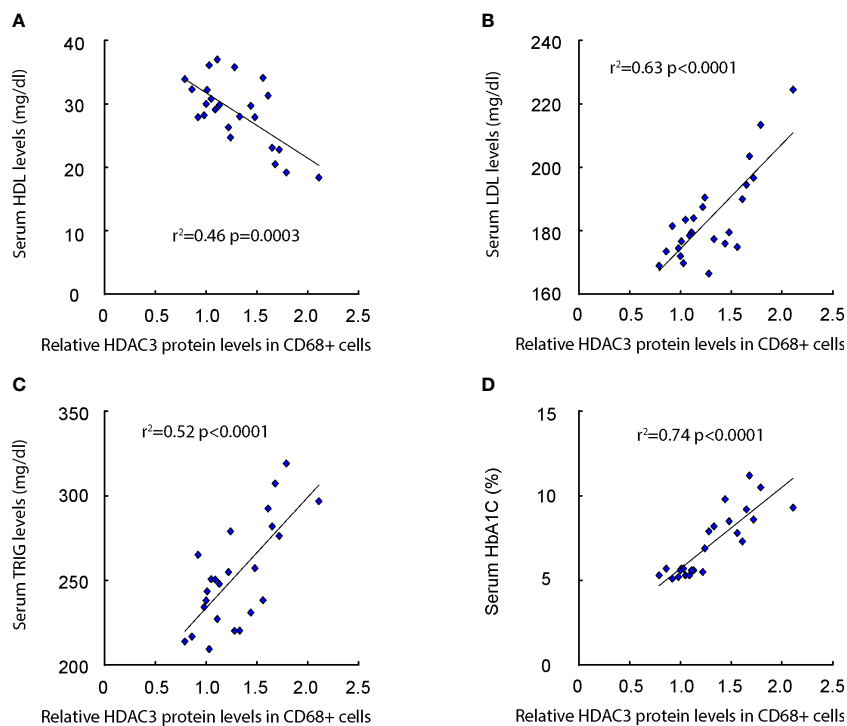 A
B
40
30
20
10
0
Serum HDL levels (mg/dl)
r²=0.46 p=0.0003
0 0.5 1.0 1.5 2.0 2.5
Relative HDAC3 protein levels in CD68+ cells
240
220
200
180
160
Serum LDL levels (mg/dl)
r²=0.63 p<0.0001
0 0.5 1.0 1.5 2.0 2.5
Relative HDAC3 protein levels in CD68+ cells
C
D
350
300
250
200
Serum TRIG levels (mg/dl)
r²=0.52 p<0.0001
0 0.5 1.0 1.5 2.0 2.5
Relative HDAC3 protein levels in CD68+ cells
15
10
5
0
Serum HbA1C (%)
r²=0.74 p<0.0001
0 0.5 1.0 1.5 2.0 2.5
Relative HDAC3 protein levels in CD68+ cells